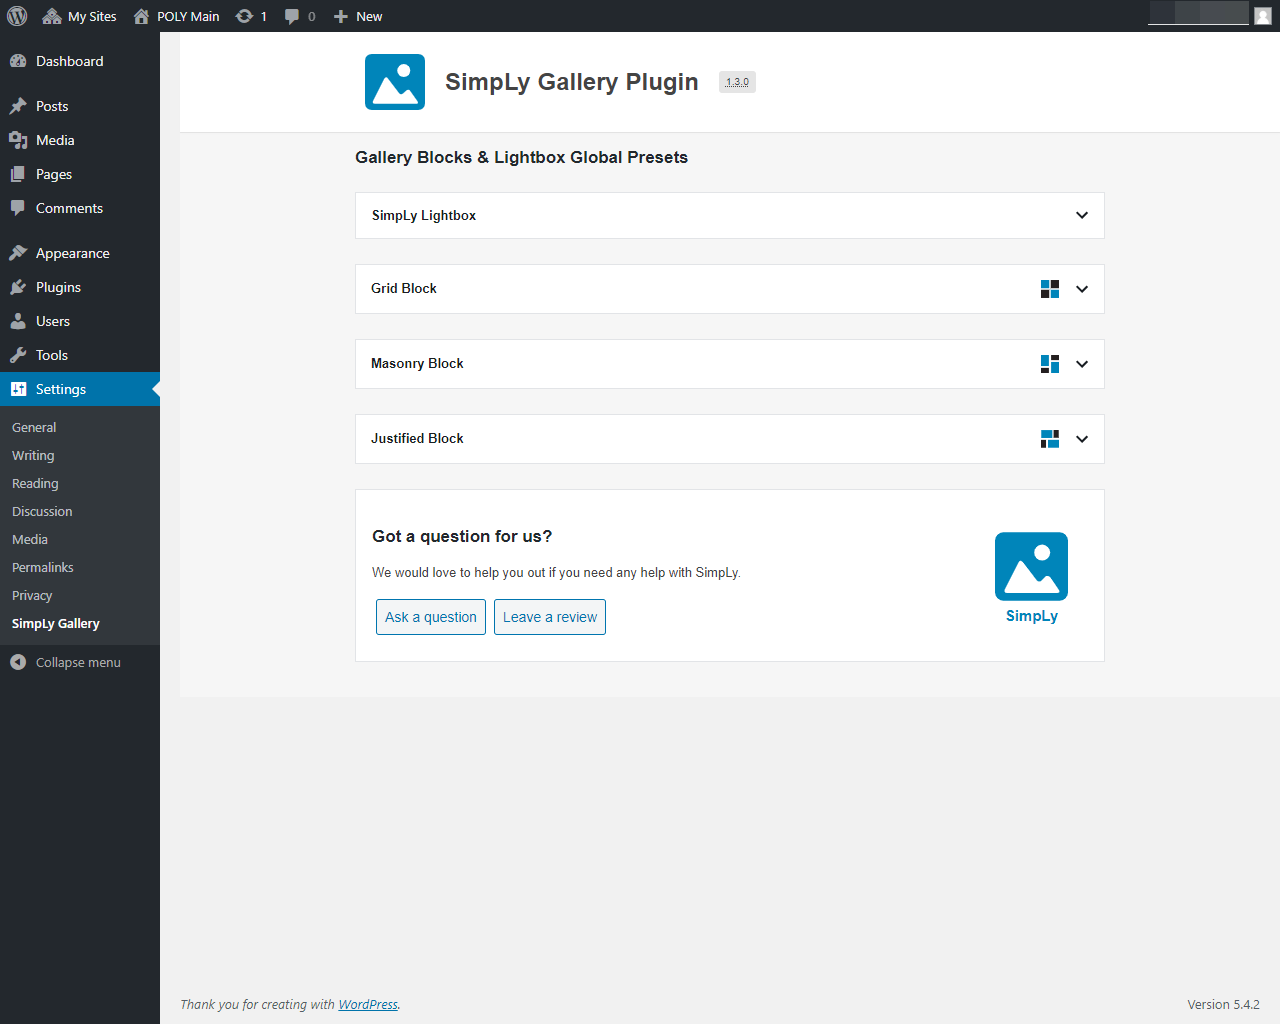 My Sites POLY Main 1 0 New
Dashboard
Posts
Media
Pages
Comments
Appearance
Plugins
Users
Tools
Settings
General
Writing
Reading
Discussion
Media
Permalinks
Privacy
SimpLy Gallery
Collapse menu
SimpLy Gallery Plugin 1.3.0
Gallery Blocks & Lightbox Global Presets
SimpLy Lightbox
Grid Block
Masonry Block
Justified Block
Got a question for us?
We would love to help you out if you need any help with SimpLy.
Ask a question Leave a review
SimpLy
Thank you for creating with WordPress.
Version 5.4.2